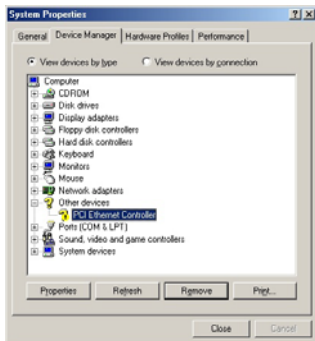 System Properties
General
Device Manager
Hardware Profiles
Performance
View devices by type
View devices by connection
Computer
CDROM
Disk drives
Display adapters
Floppy disk controllers
Hard disk controllers
Keyboard
Monitors
Mouse
Network adapters
Other devices
PCI Ethernet Controller
Ports (COM & LPT)
Sound, video and game controllers
System devices
Properties
Refresh
Remove
Print...
Close
Cancel